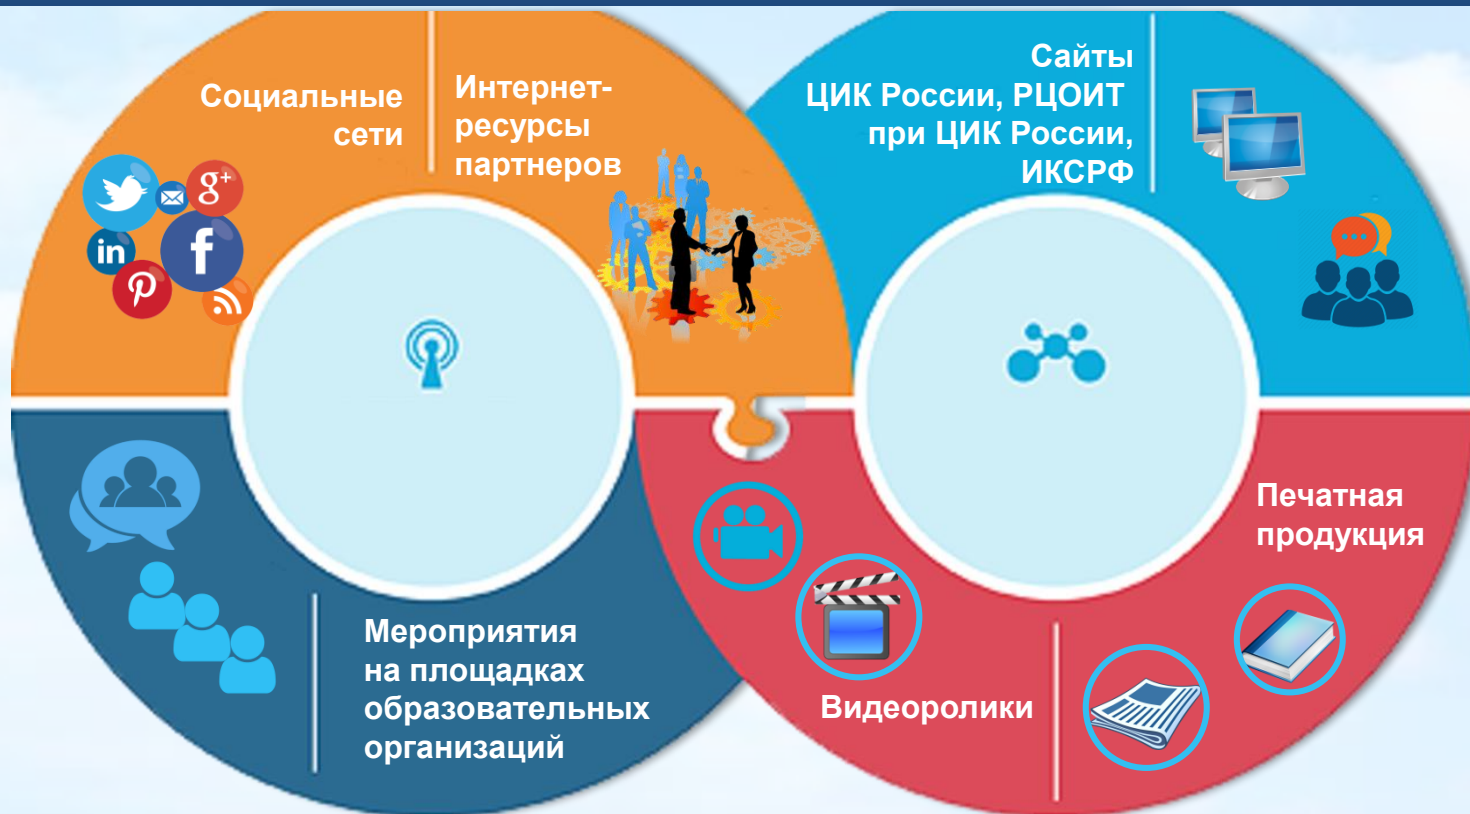 Социальные
сети
Интернет-
ресурсы
партнеров
Сайты
ЦИК России, РЦОИТ
при ЦИК России,
ИКСРФ
g+
in
f
Печатная
продукция
Мероприятия
на площадках
образовательных
организаций
Видеоролики